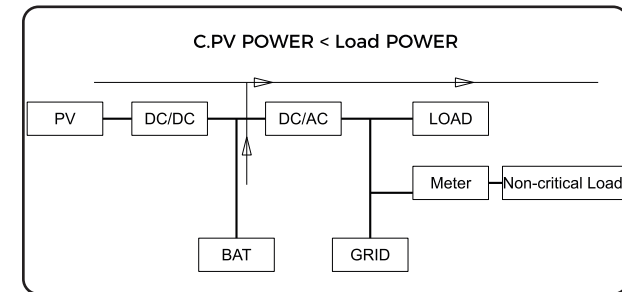 C.PV POWER < Load POWER
PV
DC/DC
DC/AC
LOAD
Meter
Non-critical Load
BAT
GRID